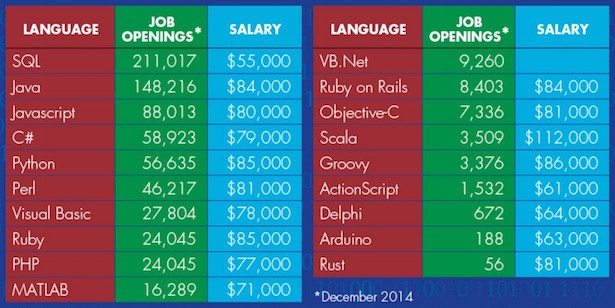 LANGUAGE JOB OPENINGS* SALARY
SQL 211,017 $55,000
Java 148,216 $84,000
Javascript 88,013 $80,000
C# 58,923 $79,000
Python 56,635 $85,000
Perl 46,217 $81,000
Visual Basic 27,804 $78,000
Ruby 24,045 $85,000
PHP 24,045 $77,000
MATLAB 16,289 $71,000
LANGUAGE JOB OPENINGS* SALARY
VB.Net 9,260
Ruby on Rails 8,403 $84,000
Objective-C 7,336 $81,000
Scala 3,509 $112,000
Groovy 3,376 $86,000
ActionScript 1,532 $61,000
Delphi 672 $64,000
Arduino 188 $63,000
Rust 56 $81,000
*December 2014